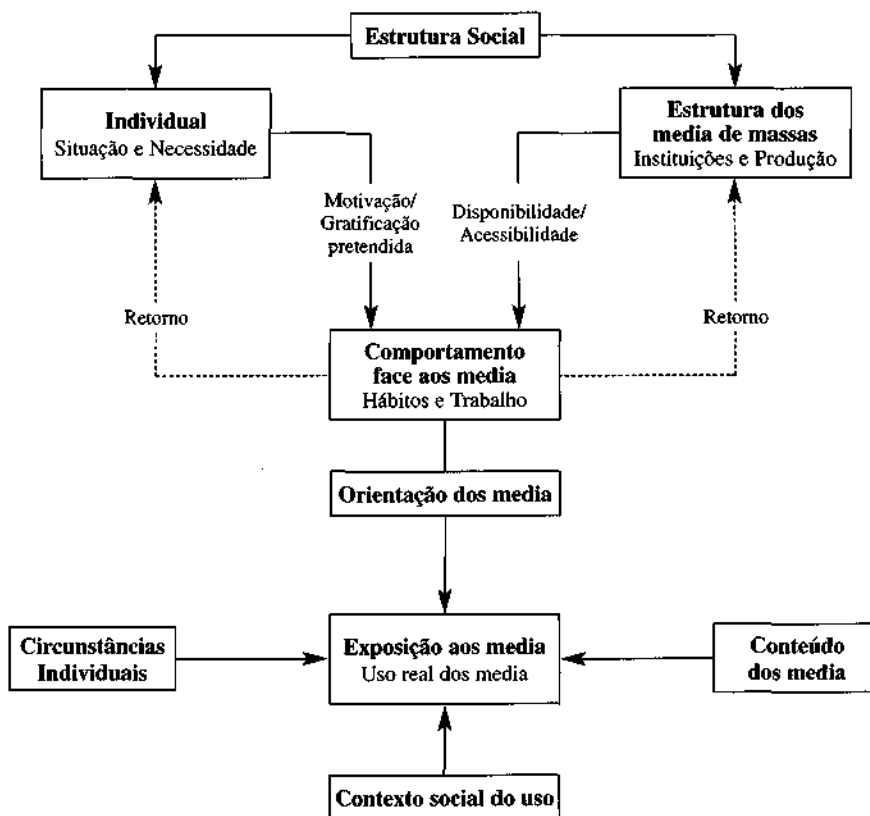 Estrutura Social
Individual
Situação e Necessidade
Estrutura dos
media de massas
Instituições e Produção
Motivação/
Gratificação
pretendida
Disponibilidade/
Acessibilidade
Retorno
Retorno
Comportamento
face aos media
Hábitos e Trabalho
Orientação dos media
Circunstâncias
Individuais
Exposição aos media
Uso real dos media
Conteúdo
dos media
Contexto social do uso